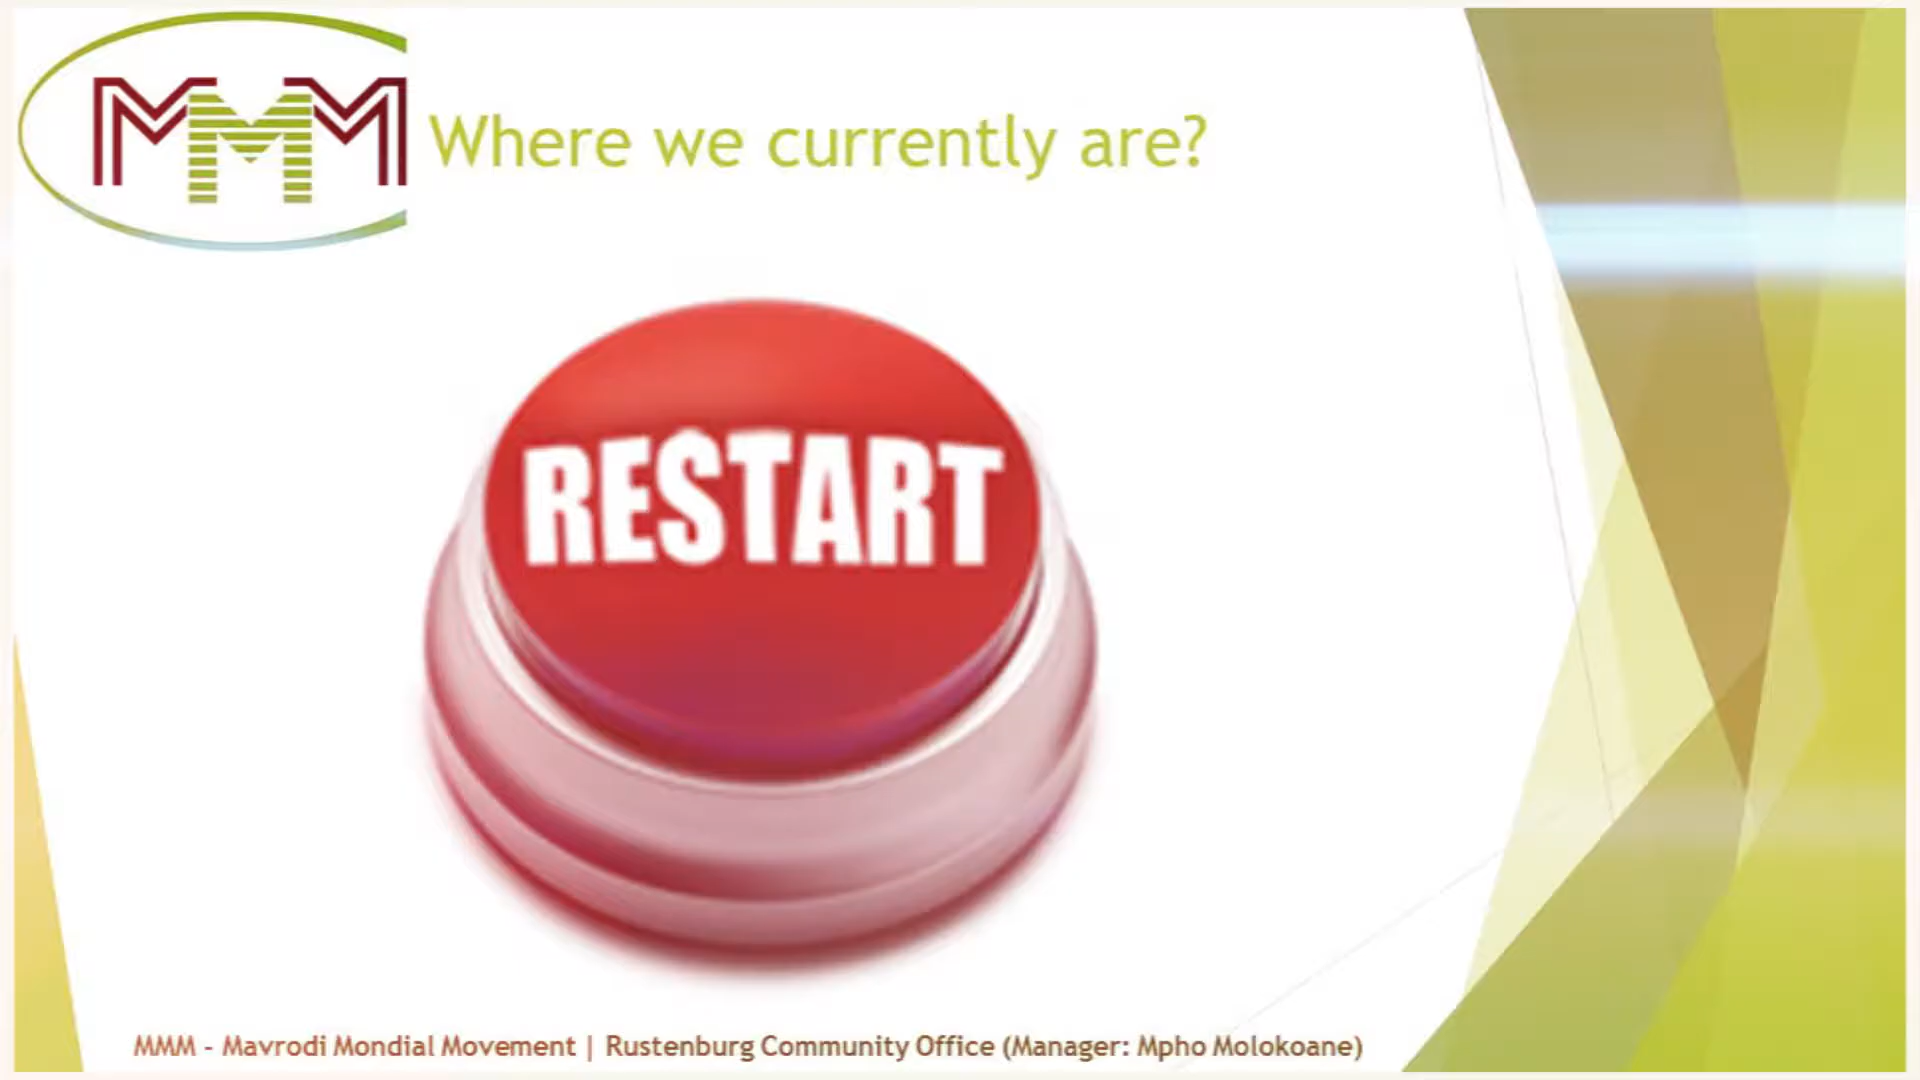 MMM
Where we currently are?
RESTART
MMM - Mavrodi Mondial Movement | Rustenburg Community Office (Manager: Mpho Molokoane)